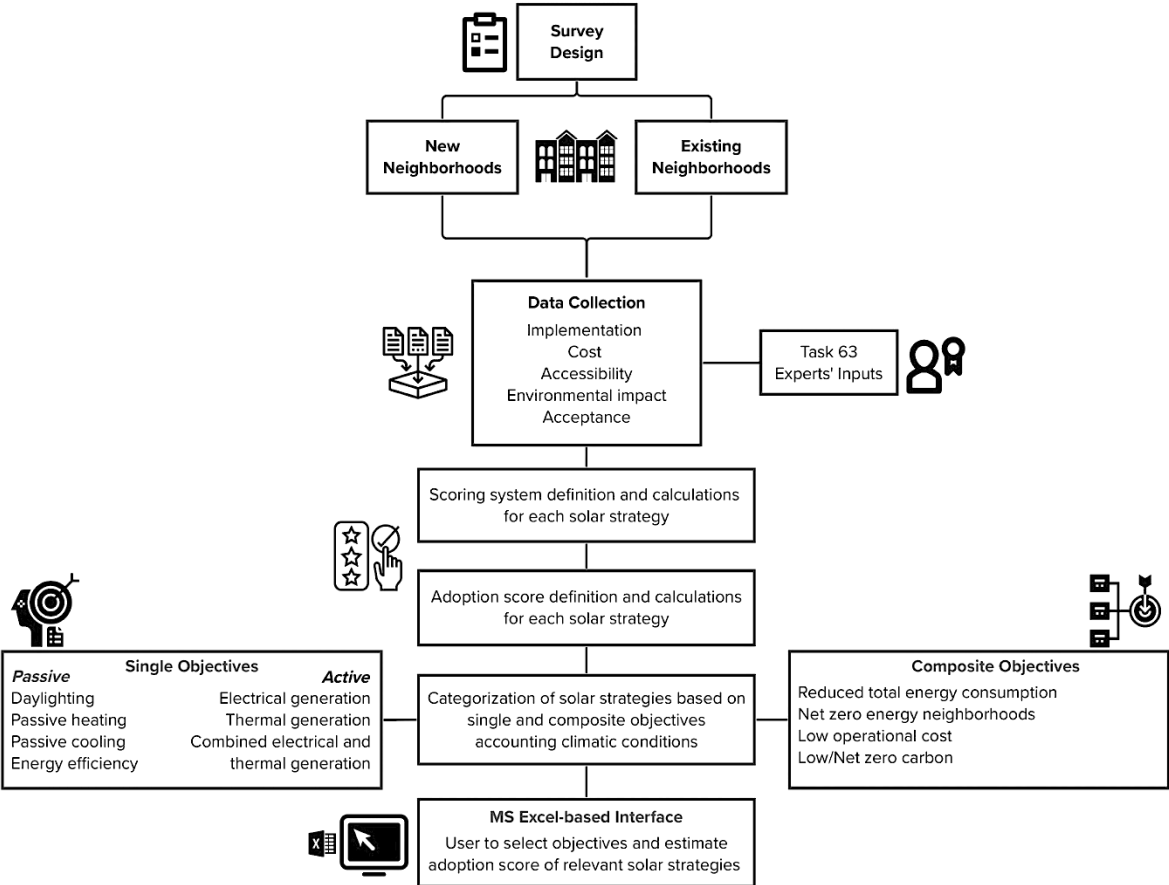 Survey
Design
New
Neighborhoods
Existing
Neighborhoods
Data Collection
Implementation
Cost
Accessibility
Environmental impact
Acceptance
Task 63
Experts' Inputs
Scoring system definition and calculations
for each solar strategy
Adoption score definition and calculations
for each solar strategy
Single Objectives
Passive
Daylighting
Passive heating
Passive cooling
Energy efficiency
Active
Electrical generation
Thermal generation
Combined electrical and
thermal generation
Categorization of solar strategies based on
single and composite objectives
accounting climatic conditions
Composite Objectives
Reduced total energy consumption
Net zero energy neighborhoods
Low operational cost
Low/Net zero carbon
X
MS Excel-based Interface
User to select objectives and estimate
adoption score of relevant solar strategies